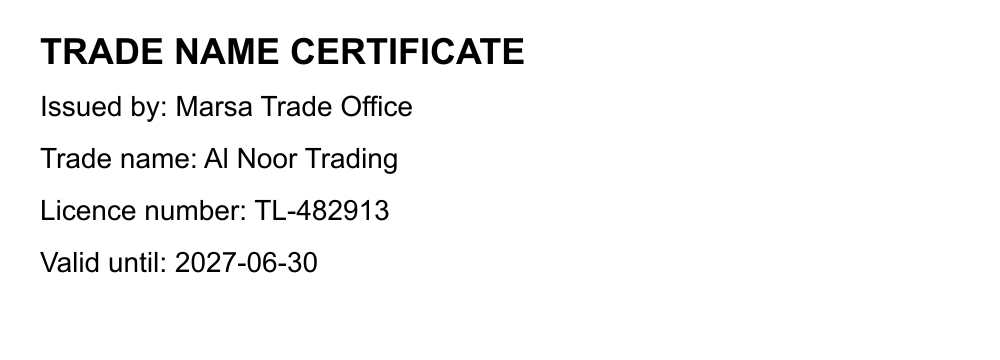 TRADE NAME CERTIFICATE
Issued by: Marsa Trade Office
Trade name: Al Noor Trading
Licence number: TL-482913
Valid until: 2027-06-30